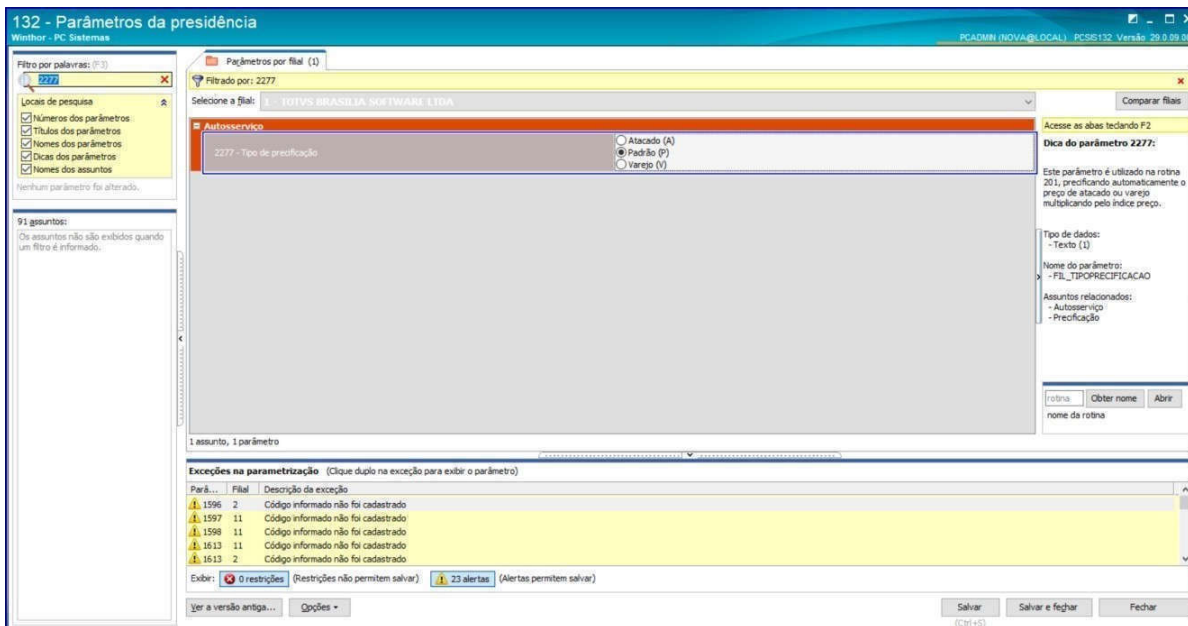 132 - Parâmetros da presidência
Winthor - PC Sistemas
PCADMIN (NOVA@LOCAL) PCSIS132 Versão 29.0.09.0
Filtro por palavras: (F3)
2277
Locais de pesquisa
Números dos parâmetros
Títulos dos parâmetros
Nomes dos parâmetros
Dicas dos parâmetros
Nomes dos assuntos
Nenhum parâmetro foi alterado.
91 assuntos:
Os assuntos não são exibidos quando
um filtro é informado.
Parâmetros por filial (1)
Filtrado por: 2277
Selecione a filial: 1 - TOTVS BRASILIA SOFTWARE LTDA
Comparar filiais
Autosserviço
2277 - Tipo de precificação
Atacado (A)
Padrão (P)
Varejo (V)
Acesse as abas teclando F2
Dica do parâmetro 2277:
Este parâmetro é utilizado na rotina
201, precificando automaticamente o
preço de atacado ou varejo
multiplicando pelo índice preço.
Tipo de dados:
- Texto (1)
Nome do parâmetro:
- FIL_TIPOPRECIFICACAO
Assuntos relacionados:
- Autosserviço
- Precificação
rotina Obter nome Abrir
nome da rotina
1 assunto, 1 parâmetro
Exceções na parametrização (Clique duplo na exceção para exibir o parâmetro)
Parâ... Filial Descrição da exceção
1596 2 Código informado não foi cadastrado
1597 11 Código informado não foi cadastrado
1598 11 Código informado não foi cadastrado
1613 11 Código informado não foi cadastrado
1613 2 Código informado não foi cadastrado
Exibir: 0 restrições (Restrições não permitem salvar) 23 alertas (Alertas permitem salvar)
Ver a versão antiga... Opções Salvar Salvar e fechar Fechar
(Ctrl+S)